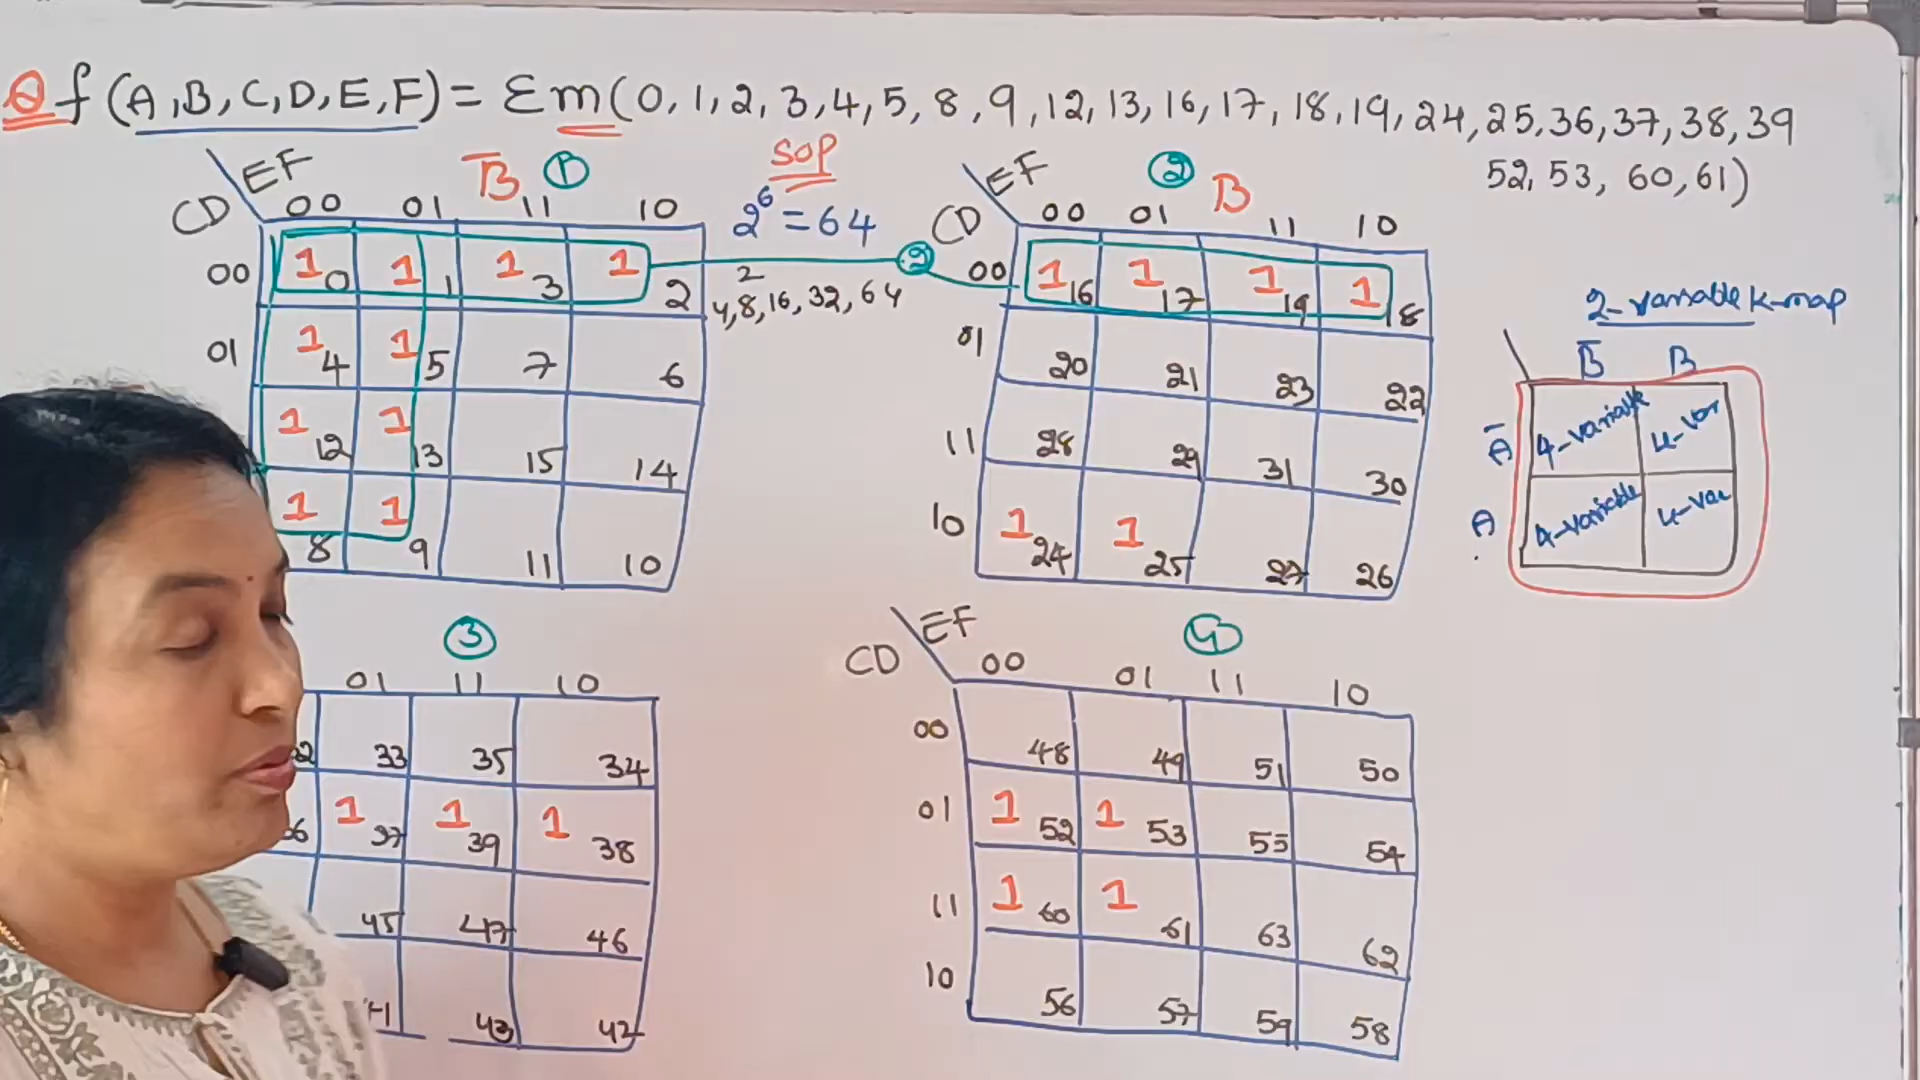 Q f(A,B,C,D,E,F) = Σm(0,1,2,3,4,5,8,9,12,13,16,17,18,19,24,25,36,37,38,39
52,53,60,61)
SOP
2^6 = 64
2
4,8,16,32,64
EF B̅ 1
CD 00 01 11 10
00 1 0 1 1 1 3 1 2
01 1 4 1 5 7 6
11 1 12 1 13 15 14
10 1 8 1 9 11 10
2
EF 2 B
CD 00 01 11 10
00 1 16 1 17 1 19 1 18
01 20 21 23 22
11 28 29 31 30
10 1 24 1 25 27 26
2-variable k-map
B̅ B
A̅ 4-variable 4-var
A 4-variable 4-var
3
01 11 10
33 35 34
1 37 1 39 1 38
45 47 46
43 42
EF 4
CD 00 01 11 10
00 48 49 51 50
01 1 52 1 53 55 54
11 1 60 1 61 63 62
10 56 57 59 58